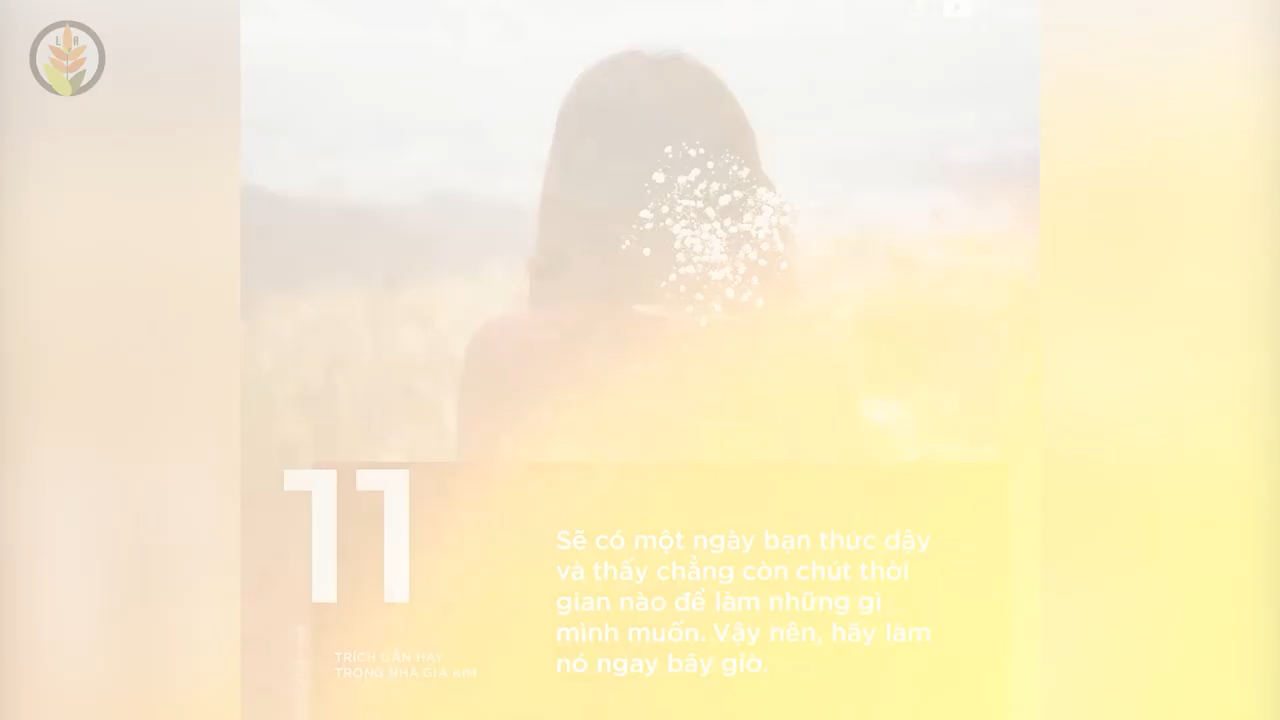 L A
11
Sẽ có một ngày bạn thức dậy
và thấy chẳng còn chút thời
gian nào để làm những gì
mình muốn. Vậy nên, hãy làm
nó ngay bây giờ.
TRÍCH DẪN HAY
TRONG NHÀ GIẢ KIM